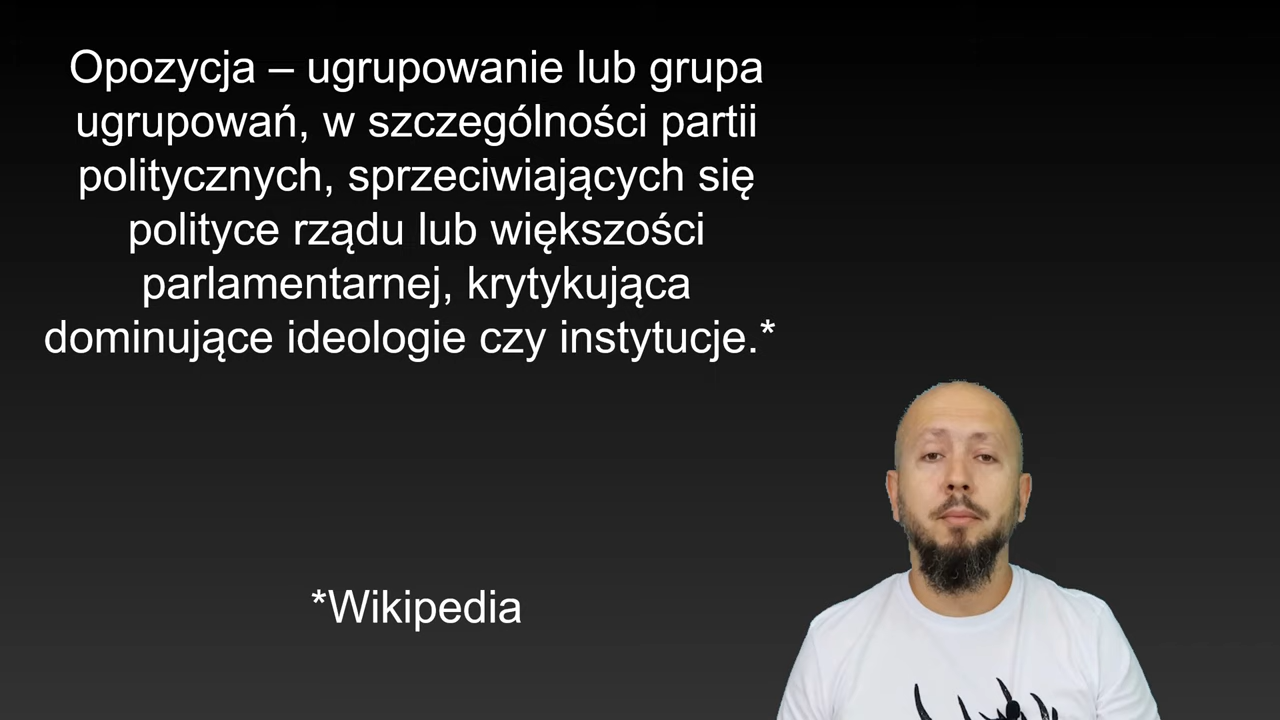 Opozycja – ugrupowanie lub grupa
ugrupowań, w szczególności partii
politycznych, sprzeciwiających się
polityce rządu lub większości
parlamentarnej, krytykująca
dominujące ideologie czy instytucje.*
*Wikipedia